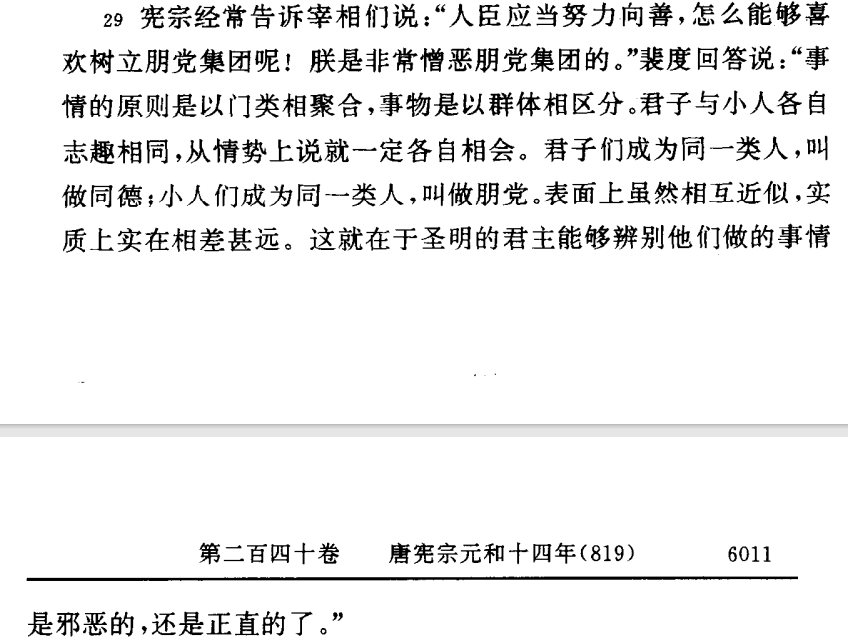 29 宪宗经常告诉宰相们说：“人臣应当努力向善，怎么能够喜
欢树立朋党集团呢！朕是非常憎恶朋党集团的。”裴度回答说：“事
情的原则是以门类相聚合，事物是以群体相区分。君子与小人各自
志趣相同，从情势上说就一定各自相会。君子们成为同一类人，叫
做同德；小人们成为同一类人，叫做朋党。表面上虽然相互近似，实
质上实在相差甚远。这就在于圣明的君主能够辨别他们做的事情
第二百四十卷 唐宪宗元和十四年（819） 6011
是邪恶的，还是正直的了。”